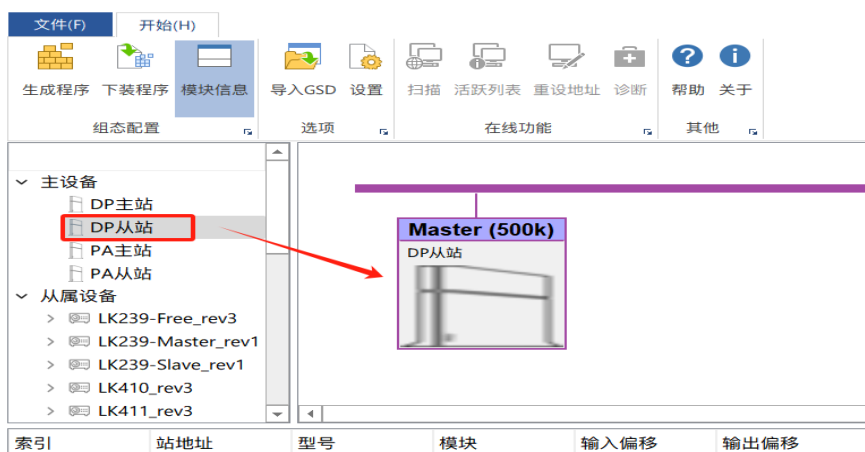 文件(F) 开始(H)
生成程序 下装程序 模块信息 导入GSD 设置 扫描 活跃列表 重设地址 诊断 帮助 关于
组态配置 选项 在线功能 其他
主设备
DP主站
DP从站
PA主站
PA从站
从属设备
LK239-Free_rev3
LK239-Master_rev1
LK239-Slave_rev1
LK410_rev3
LK411_rev3
Master (500k)
DP从站
索引 站地址 型号 模块 输入偏移 输出偏移